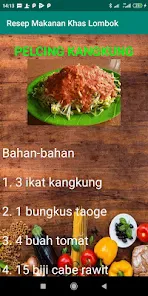 14:13
Resep Makanan Khas Lombok
PELCING KANGKUNG
Bahan-bahan
1. 3 ikat kangkung
2. 1 bungkus taoge
3. 4 buah tomat
4. 15 biji cabe rawit